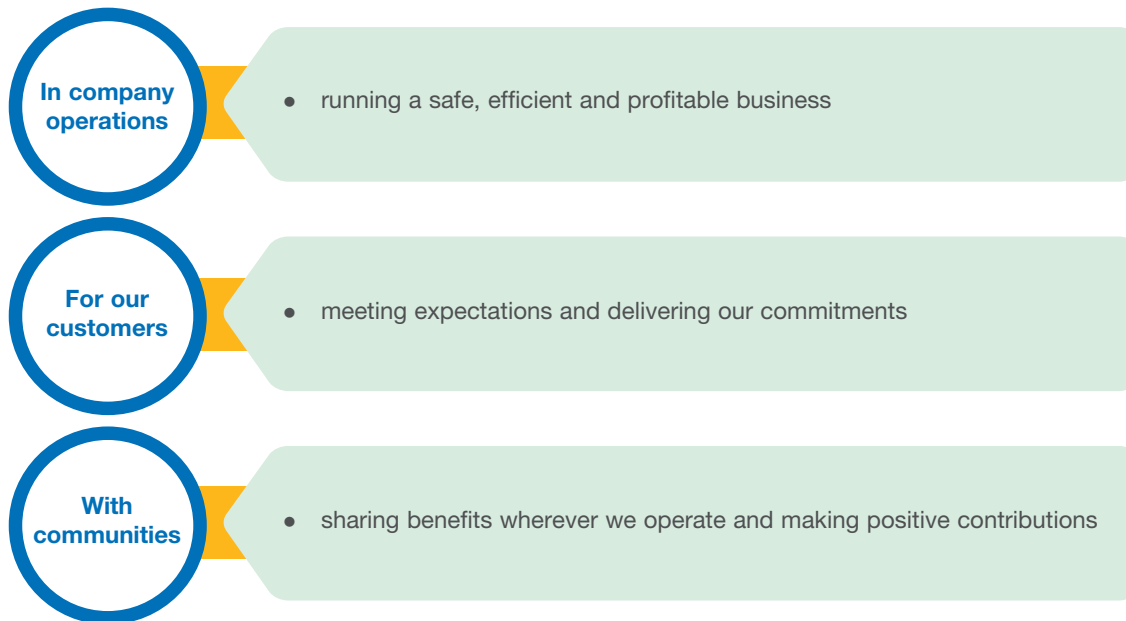 In company
operations
● running a safe, efficient and profitable business
For our
customers
● meeting expectations and delivering our commitments
With
communities
● sharing benefits wherever we operate and making positive contributions